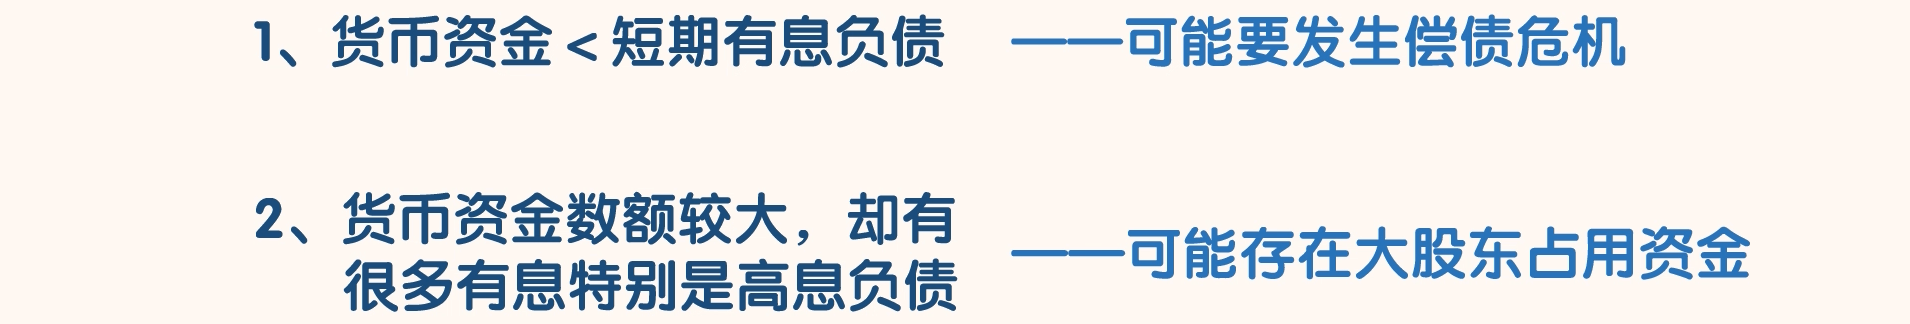 1、货币资金<短期有息负债 ——可能要发生偿债危机
2、货币资金数额较大，却有
很多有息特别是高息负债
——可能存在大股东占用资金